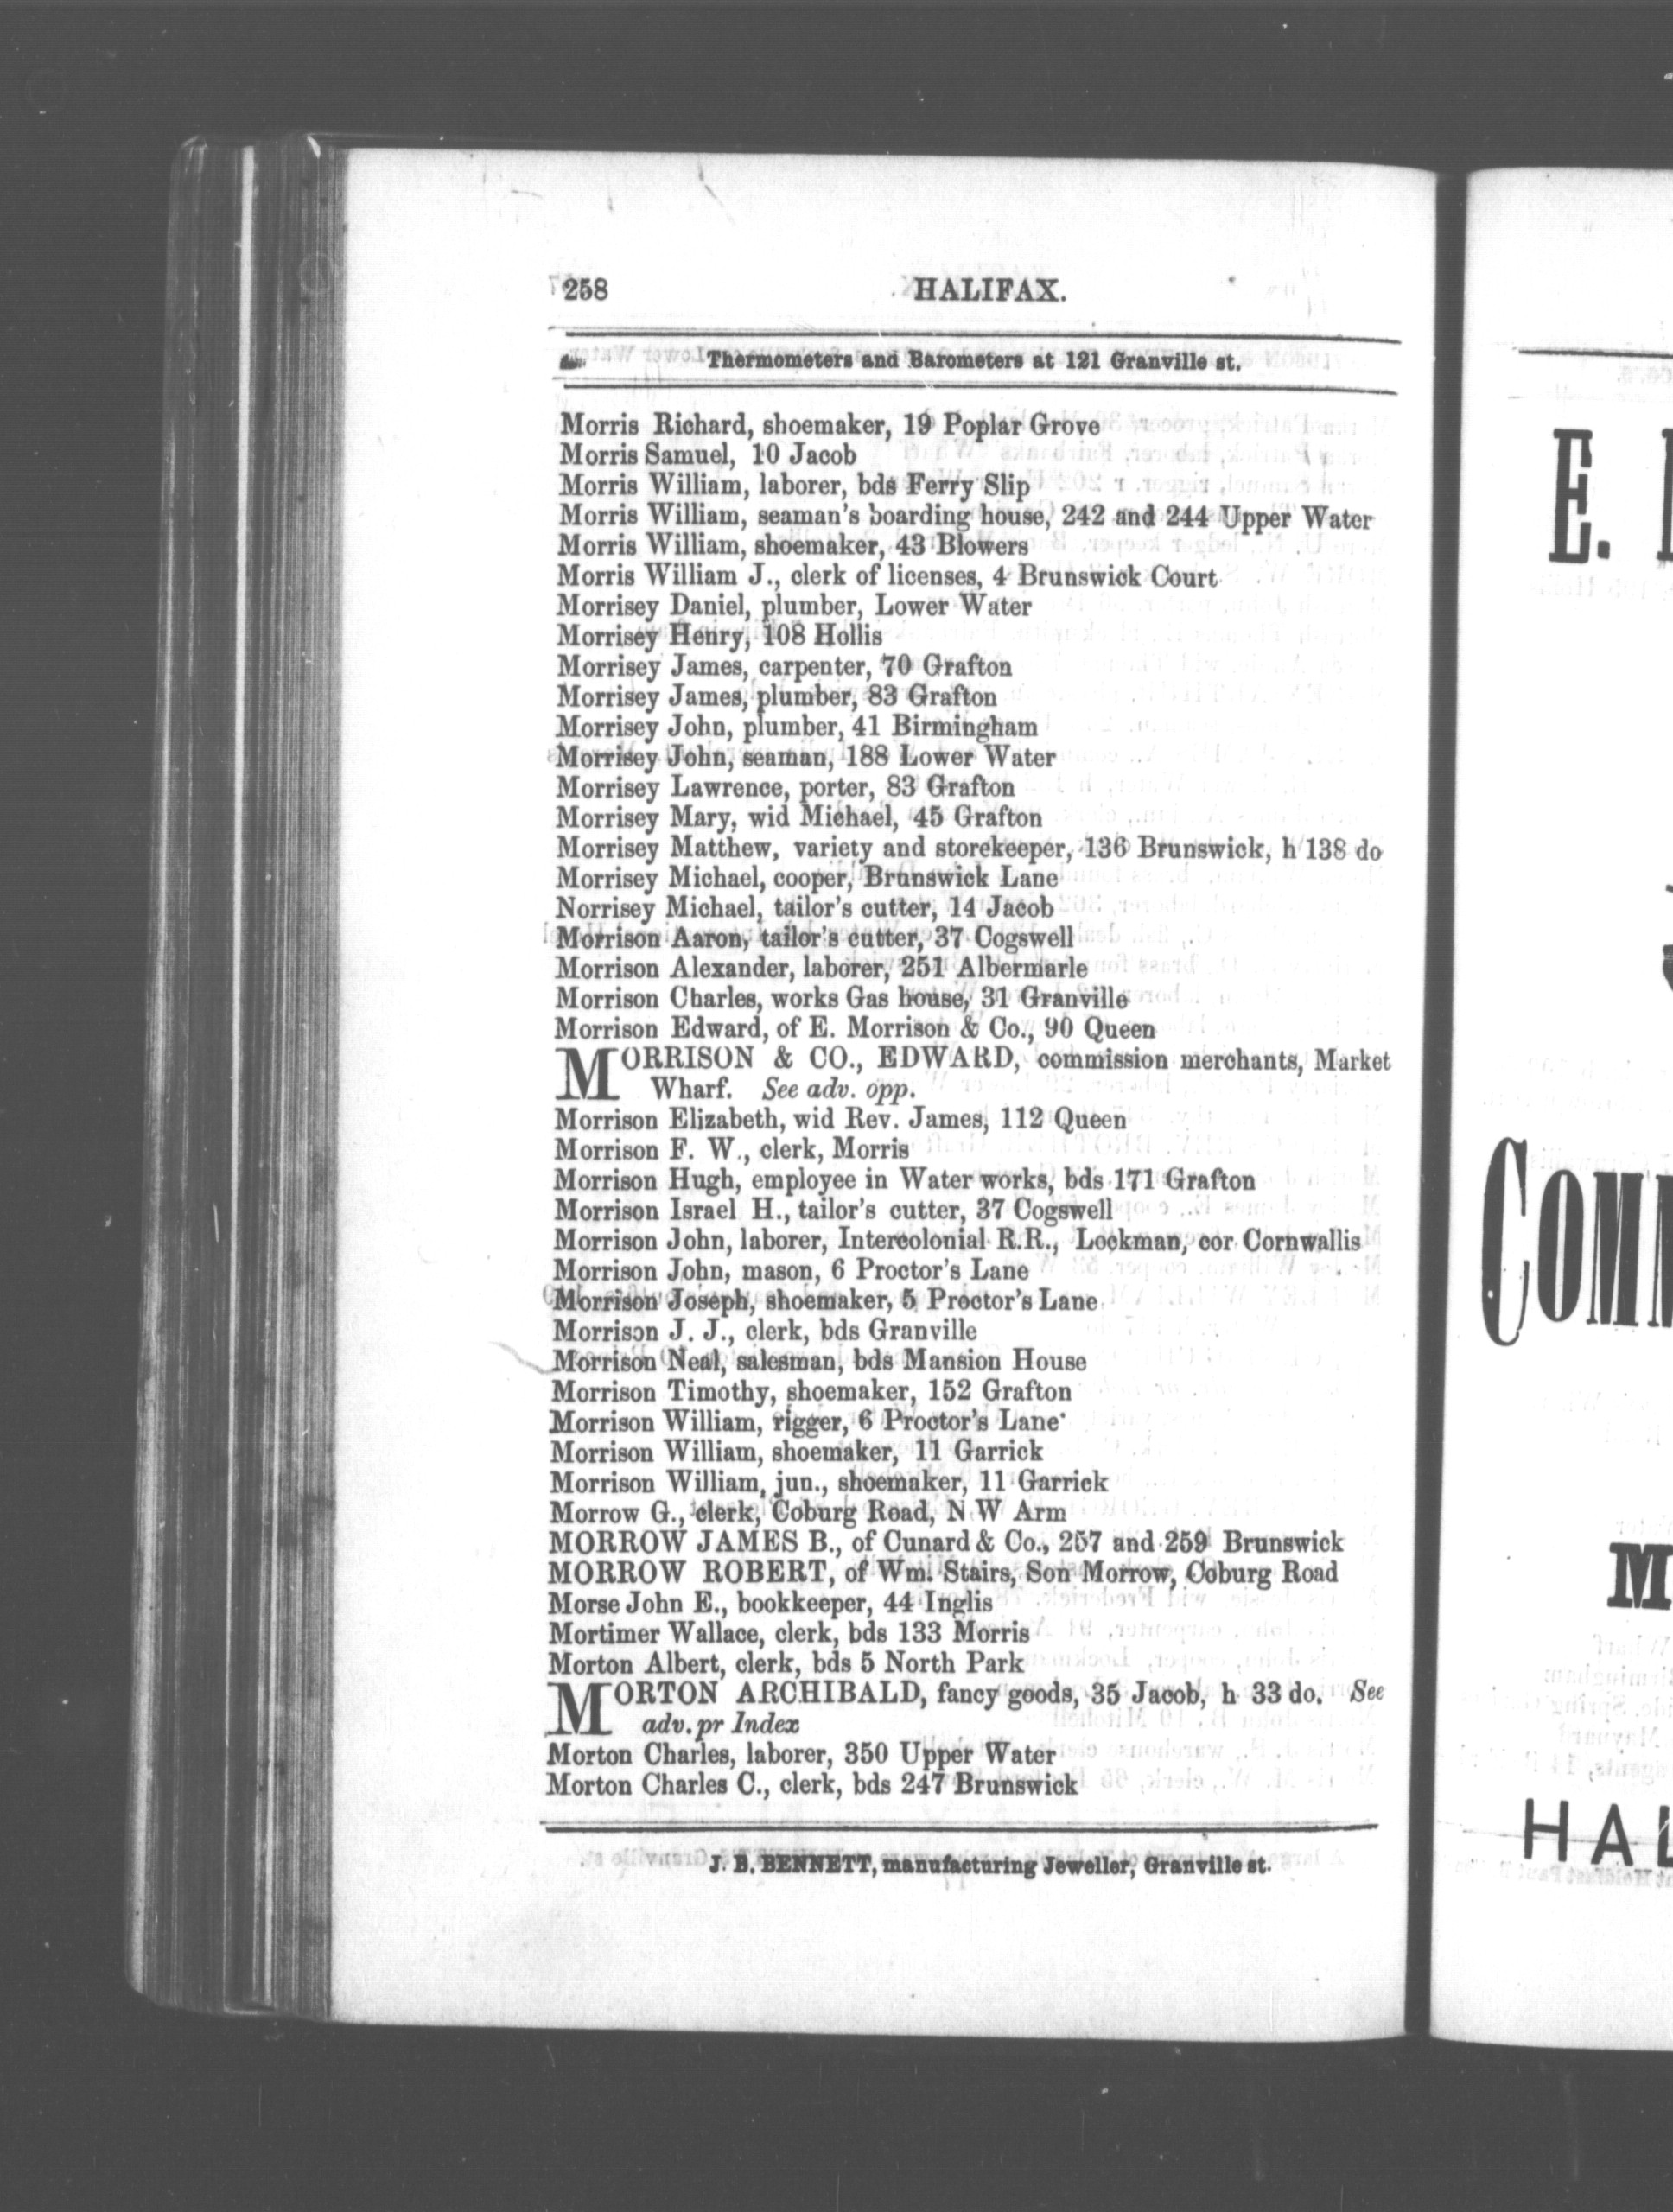 258 HALIFAX.
Thermometers and Barometers at 121 Granville st.
Morris Richard, shoemaker, 19 Poplar Grove
Morris Samuel, 10 Jacob
Morris William, laborer, bds Ferry Slip
Morris William, seaman's boarding house, 242 and 244 Upper Water
Morris William, shoemaker, 43 Blowers
Morris William J., clerk of licenses, 4 Brunswick Court
Morrisey Daniel, plumber, Lower Water
Morrisey Henry, 108 Hollis
Morrisey James, carpenter, 70 Grafton
Morrisey James, plumber, 83 Grafton
Morrisey John, plumber, 41 Birmingham
Morrisey John, seaman, 188 Lower Water
Morrisey Lawrence, porter, 83 Grafton
Morrisey Mary, wid Michael, 45 Grafton
Morrisey Matthew, variety and storekeeper, 136 Brunswick, h 138 do
Morrisey Michael, cooper, Brunswick Lane
Norrisey Michael, tailor's cutter, 14 Jacob
Morrison Aaron, tailor's cutter, 37 Cogswell
Morrison Alexander, laborer, 251 Albermarle
Morrison Charles, works Gas house, 31 Granville
Morrison Edward, of E. Morrison & Co., 90 Queen
MORRISON & CO., EDWARD, commission merchants, Market
Wharf. See adv. opp.
Morrison Elizabeth, wid Rev. James, 112 Queen
Morrison F. W., clerk, Morris
Morrison Hugh, employee in Water works, bds 171 Grafton
Morrison Israel H., tailor's cutter, 37 Cogswell
Morrison John, laborer, Intercolonial R.R., Lockman, cor Cornwallis
Morrison John, mason, 6 Proctor's Lane
Morrison Joseph, shoemaker, 5 Proctor's Lane
Morrison J. J., clerk, bds Granville
Morrison Neal, salesman, bds Mansion House
Morrison Timothy, shoemaker, 152 Grafton
Morrison William, rigger, 6 Proctor's Lane
Morrison William, shoemaker, 11 Garrick
Morrison William, jun., shoemaker, 11 Garrick
Morrow G., clerk, Coburg Road, N W Arm
MORROW JAMES B., of Cunard & Co., 257 and 259 Brunswick
MORROW ROBERT, of Wm. Stairs, Son Morrow, Coburg Road
Morse John E., bookkeeper, 44 Inglis
Mortimer Wallace, clerk, bds 133 Morris
Morton Albert, clerk, bds 5 North Park
MORTON ARCHIBALD, fancy goods, 35 Jacob, h 33 do. See
adv. pr Index
Morton Charles, laborer, 350 Upper Water
Morton Charles C., clerk, bds 247 Brunswick
J. B. BENNETT, manufacturing Jeweller, Granville st.
E.
COMM
M
HAL